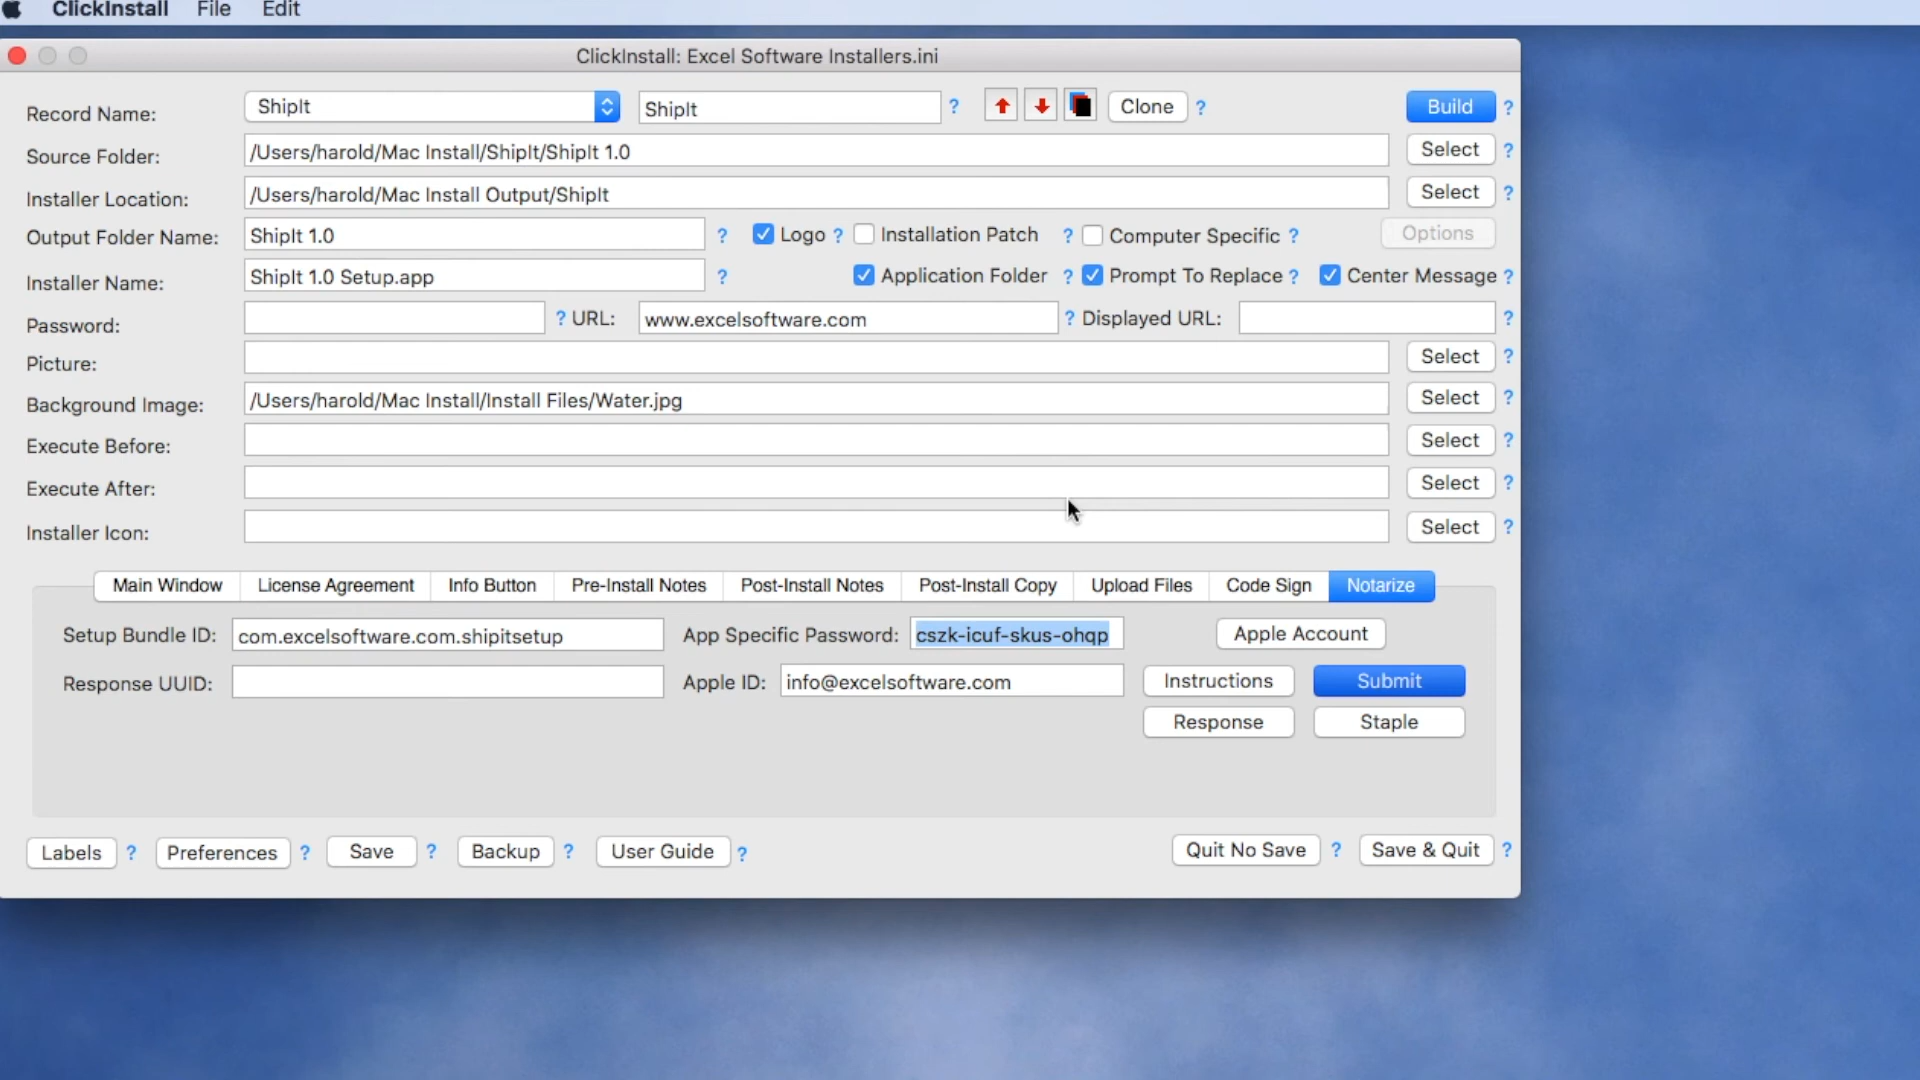 ClickInstall File Edit
ClickInstall: Excel Software Installers.ini
Record Name: ShipIt ShipIt ? Clone ? Build ?
Source Folder: /Users/harold/Mac Install/ShipIt/ShipIt 1.0 Select ?
Installer Location: /Users/harold/Mac Install Output/ShipIt Select ?
Output Folder Name: ShipIt 1.0 ? Logo ? Installation Patch ? Computer Specific ? Options
Installer Name: ShipIt 1.0 Setup.app ? Application Folder ? Prompt To Replace ? Center Message ?
Password: ? URL: www.excelsoftware.com ? Displayed URL: ?
Picture: Select ?
Background Image: /Users/harold/Mac Install/Install Files/Water.jpg Select ?
Execute Before: Select ?
Execute After: Select ?
Installer Icon: Select ?
Main Window License Agreement Info Button Pre-Install Notes Post-Install Notes Post-Install Copy Upload Files Code Sign Notarize
Setup Bundle ID: com.excelsoftware.com.shipitsetup App Specific Password: cszk-icuf-skus-ohqp Apple Account
Response UUID: Apple ID: info@excelsoftware.com Instructions Submit
Response Staple
Labels ? Preferences ? Save ? Backup ? User Guide ? Quit No Save ? Save & Quit ?